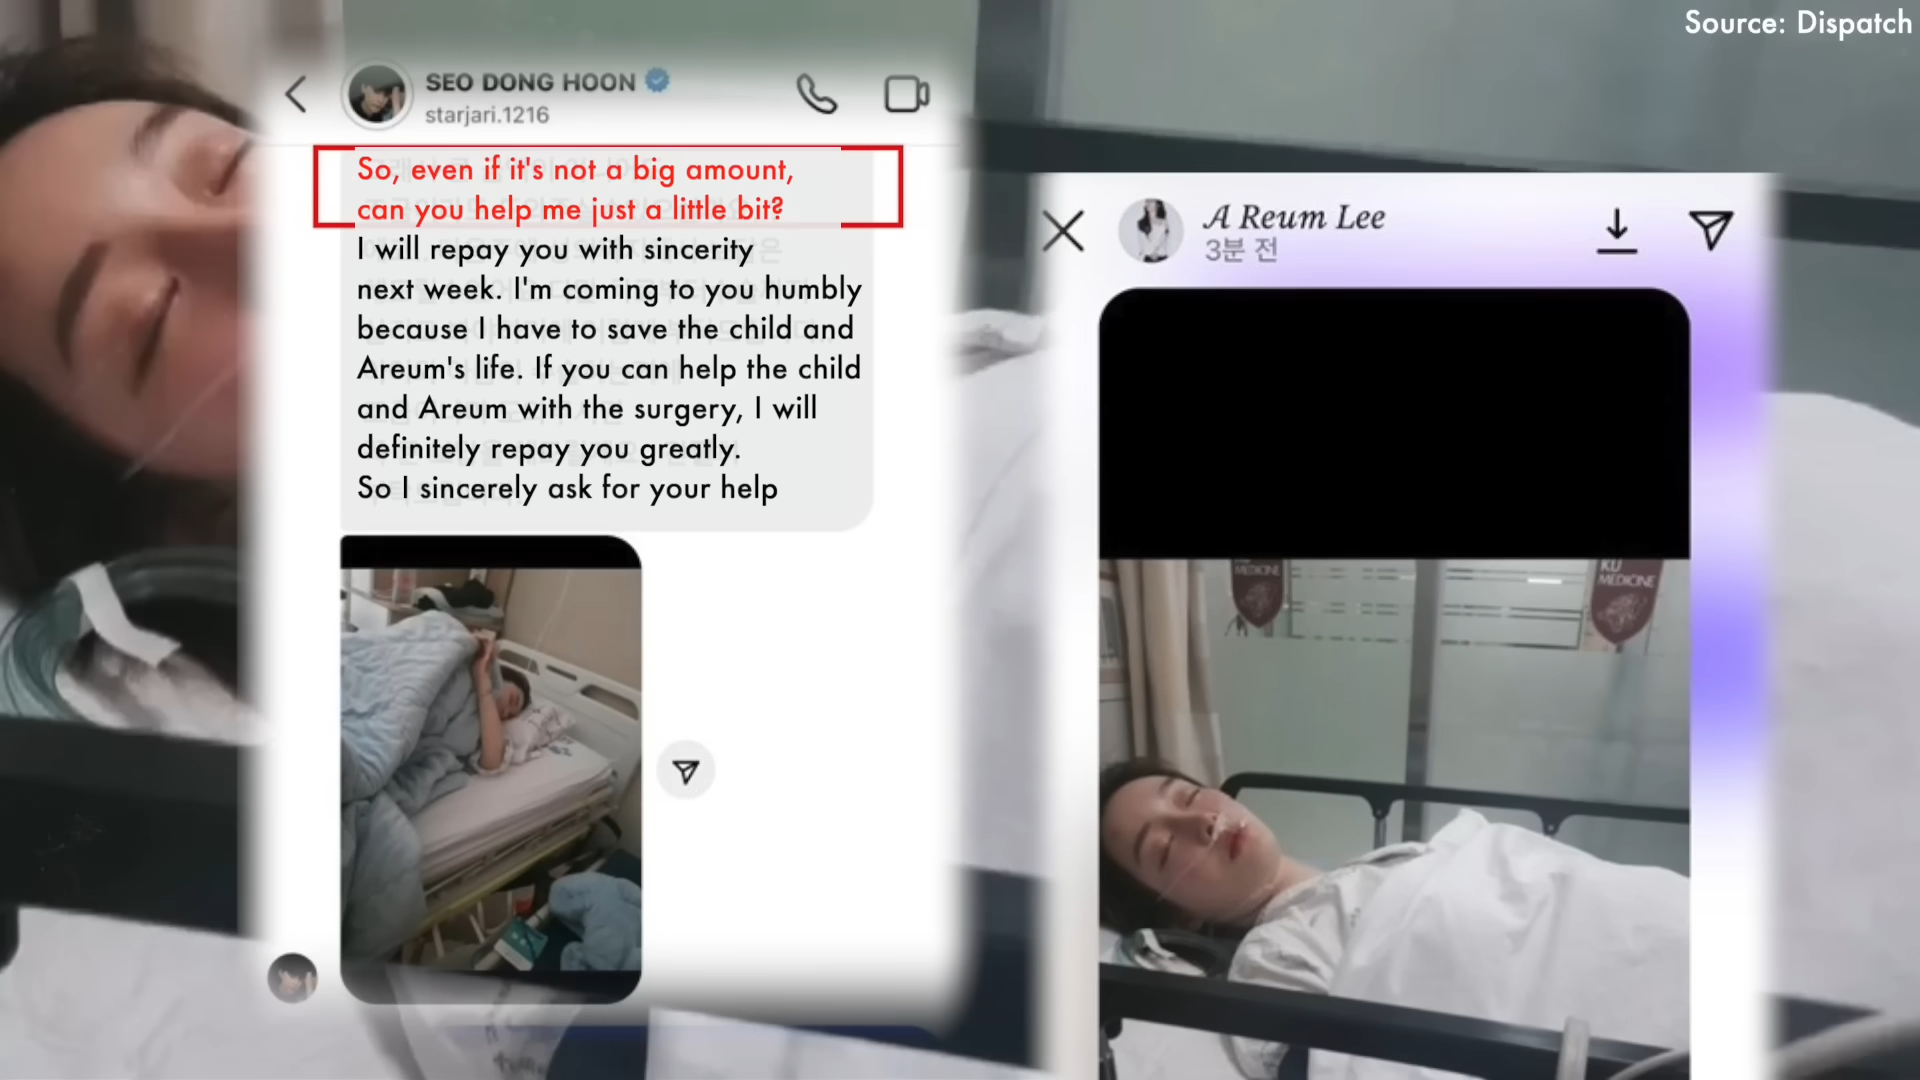 Source: Dispatch
SEO DONG HOON
starjari.1216
So, even if it's not a big amount,
can you help me just a little bit?
I will repay you with sincerity
next week. I'm coming to you humbly
because I have to save the child and
Areum's life. If you can help the child
and Areum with the surgery, I will
definitely repay you greatly.
So I sincerely ask for your help
A Reum Lee
3분 전
MEDICINE
KU
MEDICINE